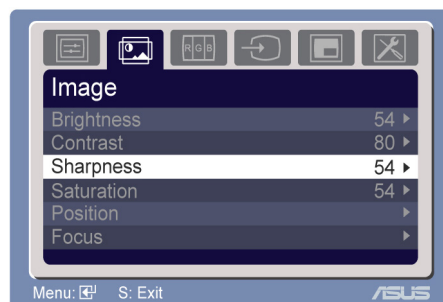 RGB
Image
Brightness 54
Contrast 80
Sharpness 54
Saturation 54
Position
Focus
Menu: S: Exit
ASUS